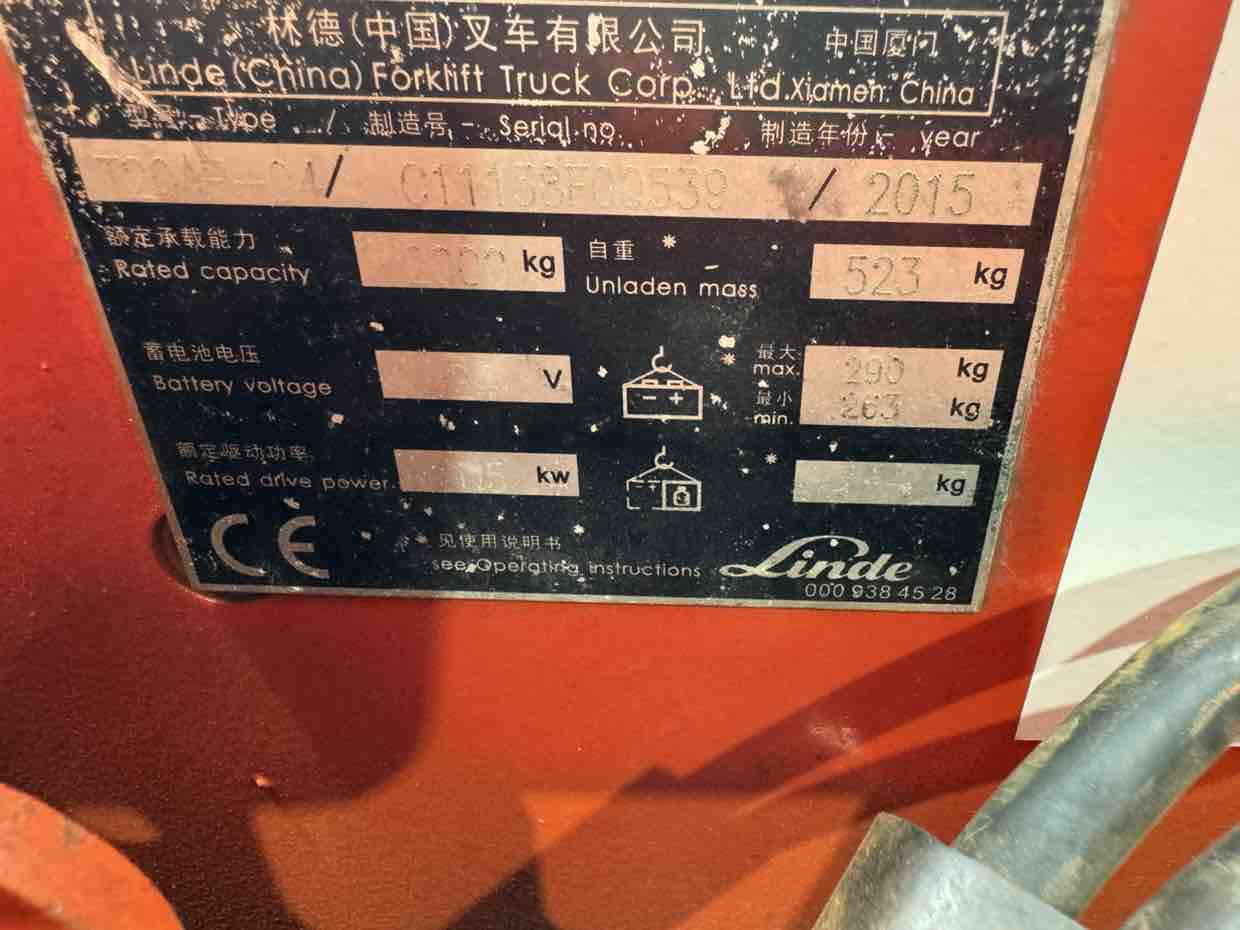 林德(中国)叉车有限公司 中国厦门
Linde (China) Forklift Truck Corp. Ltd. Xiamen. China
型号 - Type / 制造号 - Serial no. 制造年份 - year
/ / 2015
额定承载能力 Rated capacity kg
自重 Unladen mass 523 kg
蓄电池电压 Battery voltage V
最大 max. 290 kg
最小 min. 263 kg
额定驱动功率 Rated drive power kw
kg
CE
见使用说明书
see Operating instructions
Linde
000 938 45 28